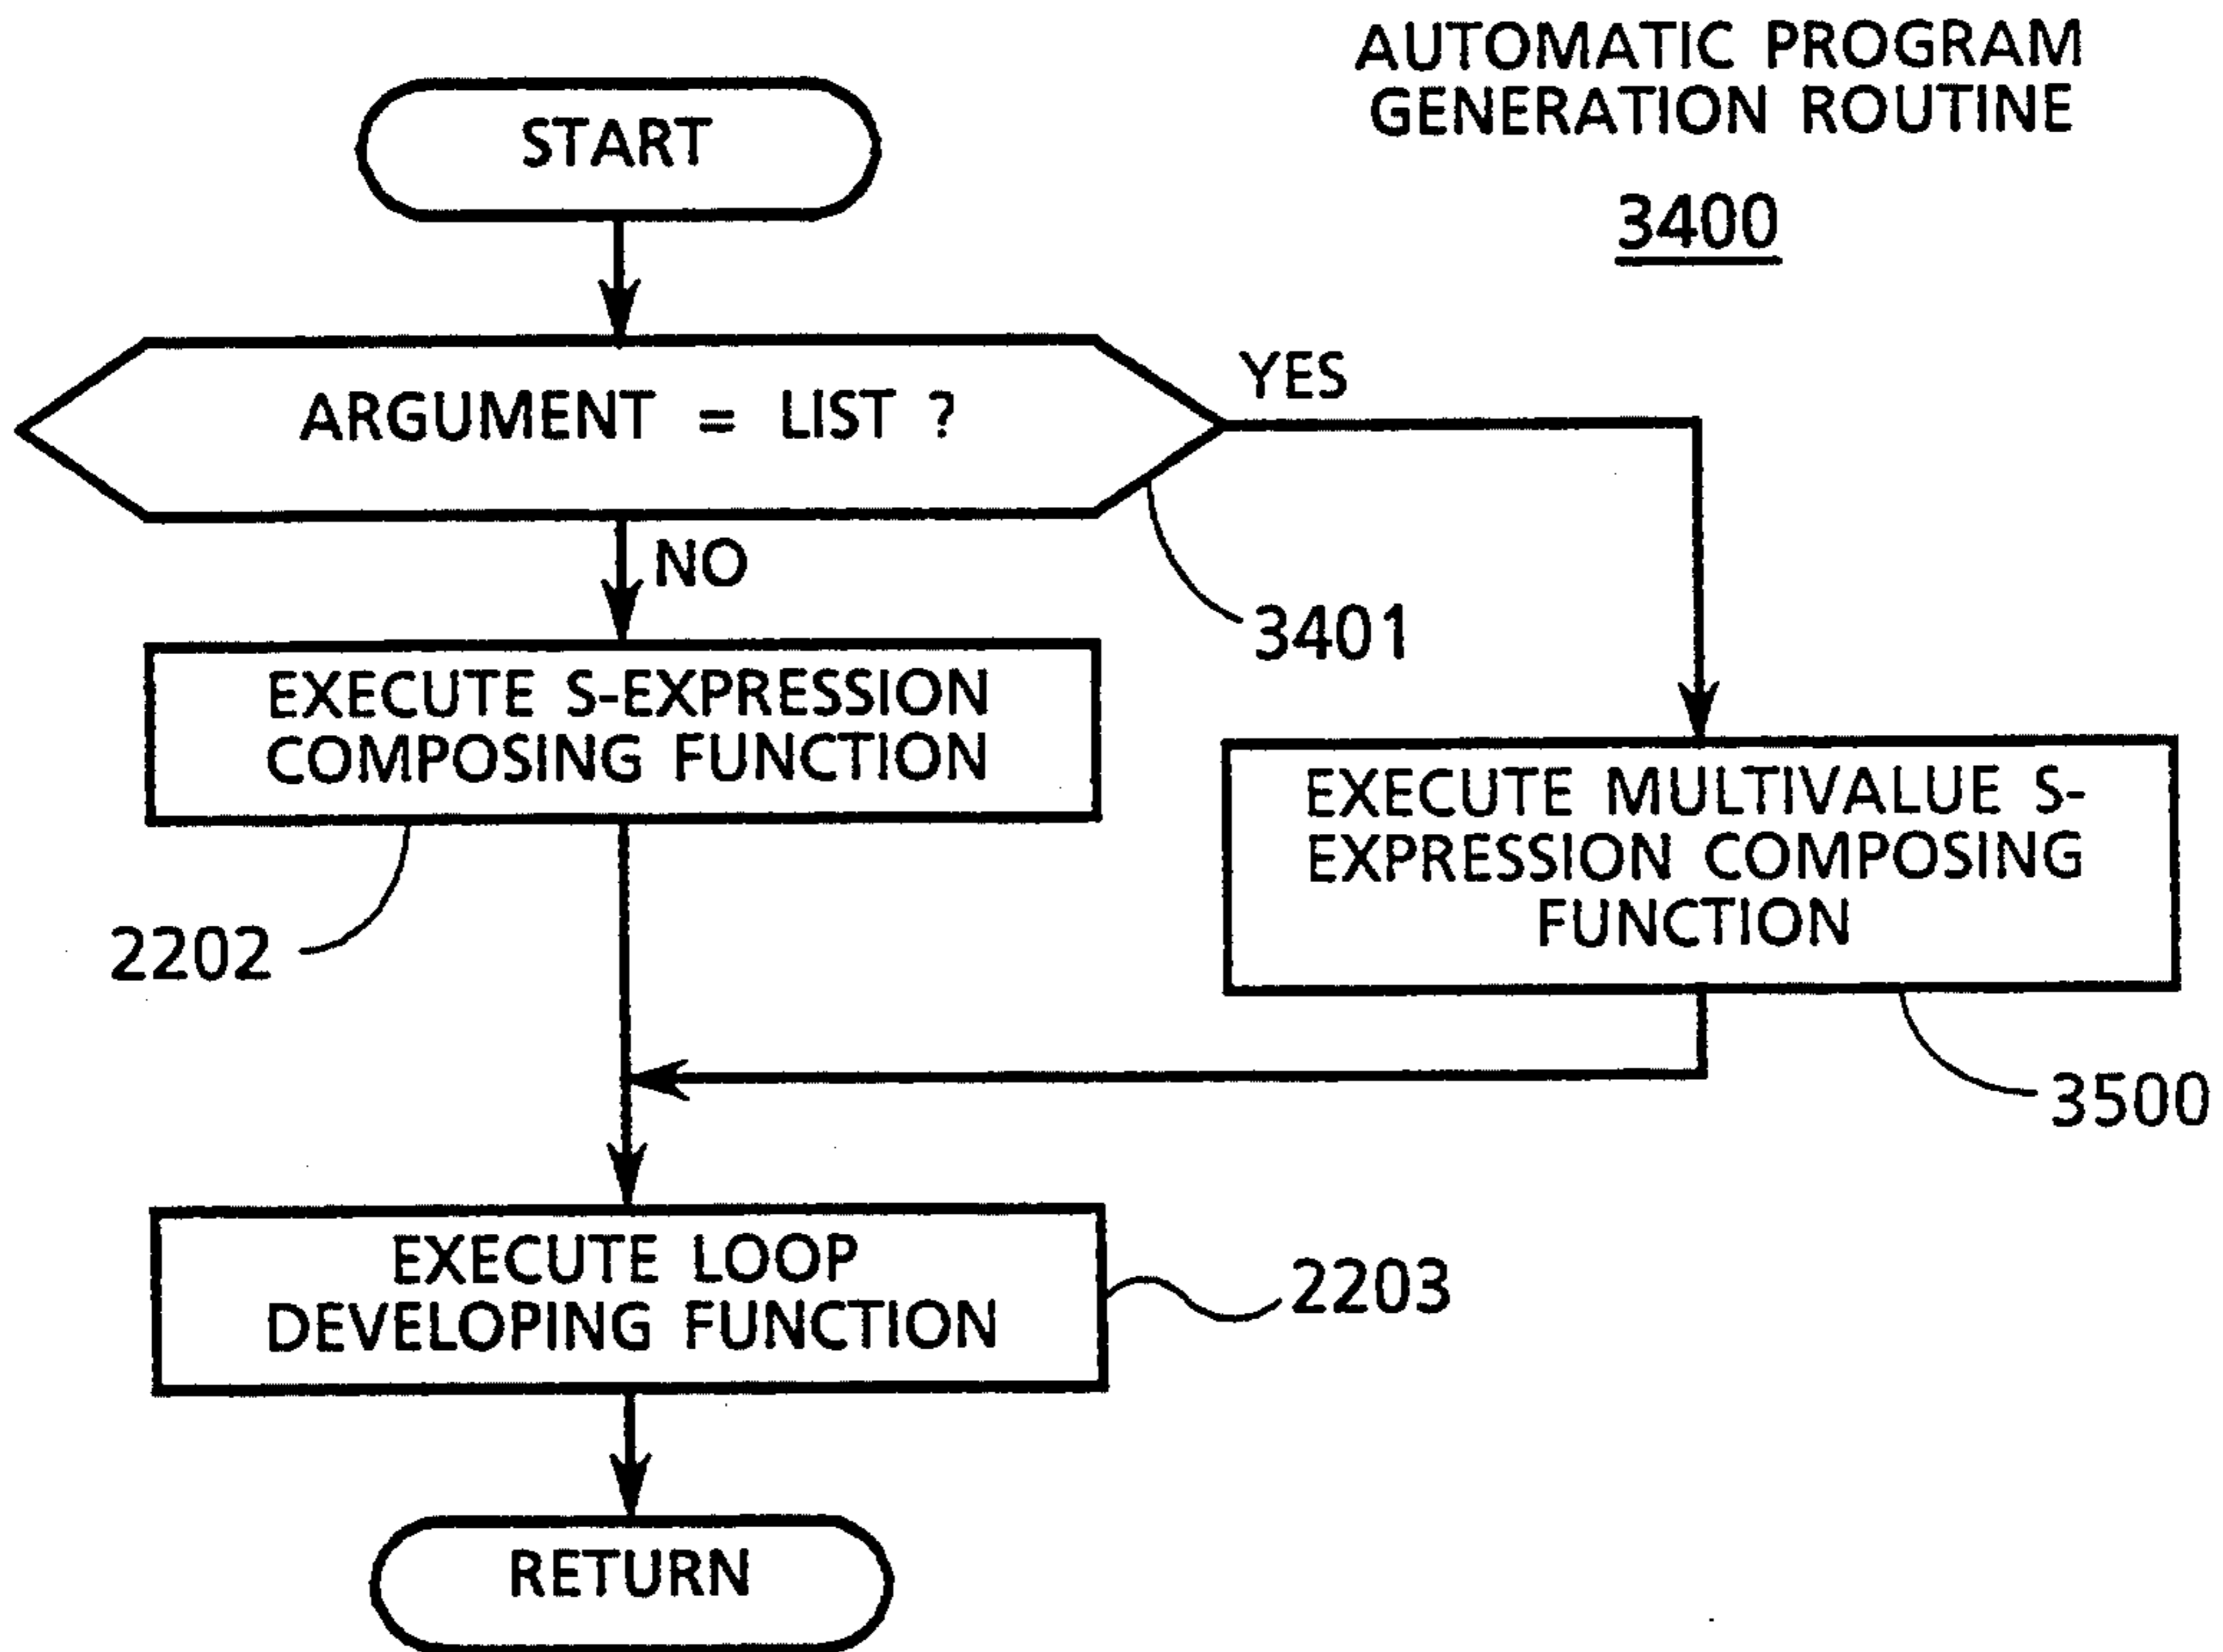 AUTOMATIC PROGRAM
GENERATION ROUTINE
3400
START
ARGUMENT = LIST ?
YES
NO
3401
EXECUTE S-EXPRESSION
COMPOSING FUNCTION
2202
EXECUTE MULTIVALUE S-
EXPRESSION COMPOSING
FUNCTION
3500
EXECUTE LOOP
DEVELOPING FUNCTION
2203
RETURN